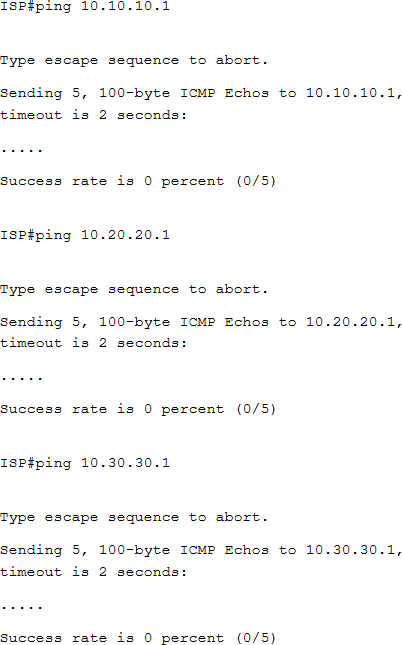 ISP#ping 10.10.10.1
Type escape sequence to abort.
Sending 5, 100-byte ICMP Echos to 10.10.10.1,
timeout is 2 seconds:
.....
Success rate is 0 percent (0/5)
ISP#ping 10.20.20.1
Type escape sequence to abort.
Sending 5, 100-byte ICMP Echos to 10.20.20.1,
timeout is 2 seconds:
.....
Success rate is 0 percent (0/5)
ISP#ping 10.30.30.1
Type escape sequence to abort.
Sending 5, 100-byte ICMP Echos to 10.30.30.1,
timeout is 2 seconds:
.....
Success rate is 0 percent (0/5)